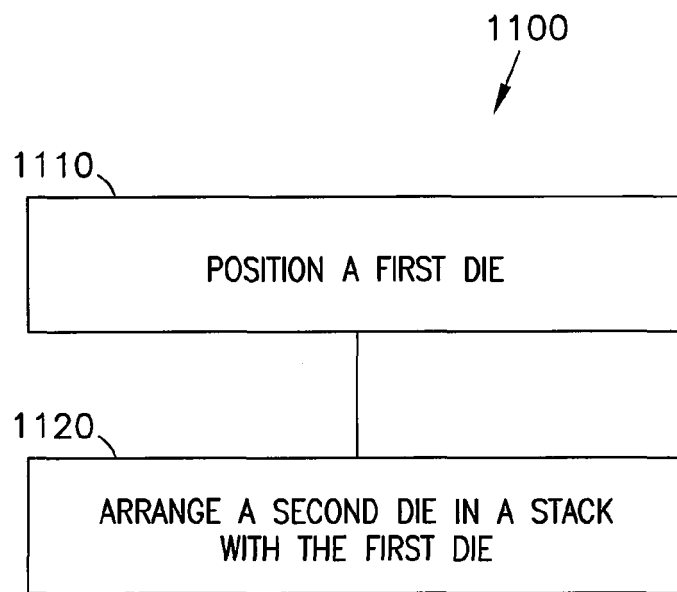 1100
1110
POSITION A FIRST DIE
1120
ARRANGE A SECOND DIE IN A STACK
WITH THE FIRST DIE